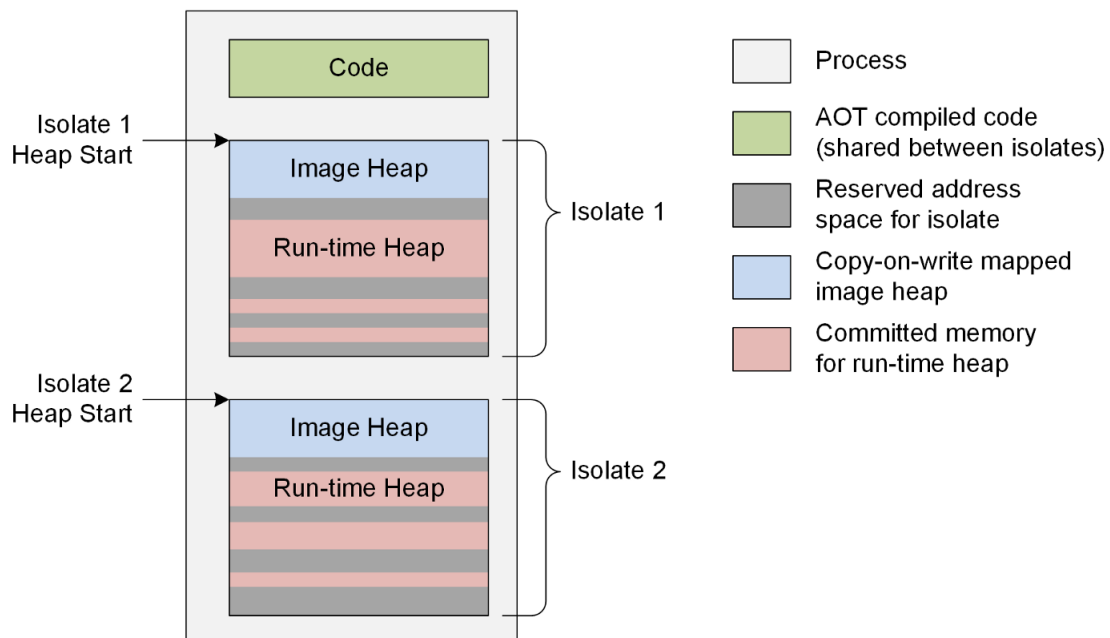 Code
Isolate 1
Heap Start
Image Heap
Run-time Heap
Isolate 1
Isolate 2
Heap Start
Image Heap
Run-time Heap
Isolate 2
Process
AOT compiled code
(shared between isolates)
Reserved address
space for isolate
Copy-on-write mapped
image heap
Committed memory
for run-time heap